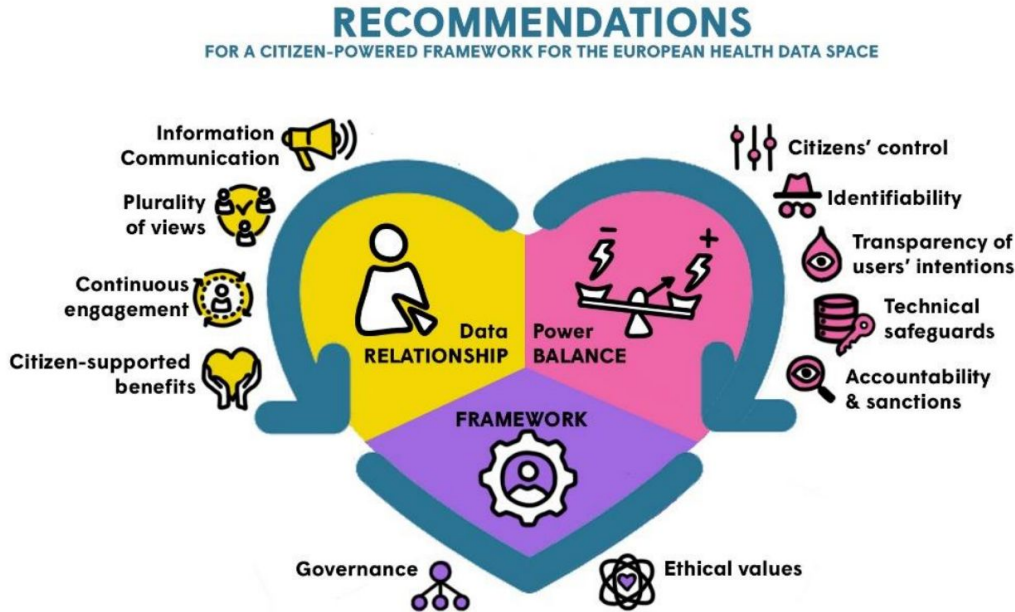 RECOMMENDATIONS
FOR A CITIZEN-POWERED FRAMEWORK FOR THE EUROPEAN HEALTH DATA SPACE
Information
Communication
Plurality
of views
Continuous
engagement
Citizen-supported
benefits
Data
RELATIONSHIP
Power
BALANCE
FRAMEWORK
Citizens’ control
Identifiability
Transparency of
users’ intentions
Technical
safeguards
Accountability
& sanctions
Governance
Ethical values